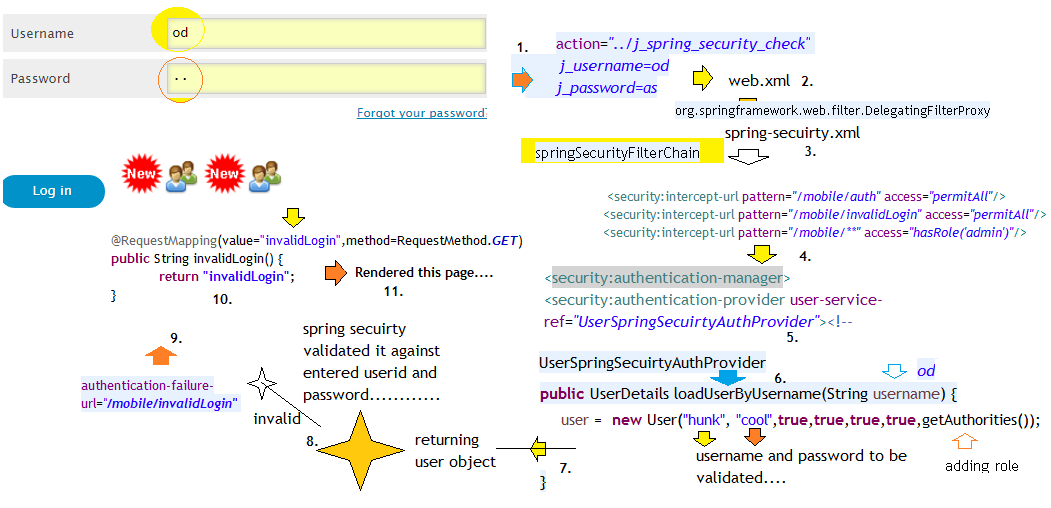 Username
od
Password
Forgot your password?
New
New
Log in
1.
action="../j_spring_security_check"
j_username=od
j_password=as
web.xml
2.
org.springframework.web.filter.DelegatingFilterProxy
spring-secuirty.xml
springSecurityFilterChain
3.
<security:intercept-url pattern="/mobile/auth" access="permitAll"/>
<security:intercept-url pattern="/mobile/invalidLogin" access="permitAll"/>
<security:intercept-url pattern="/mobile/**" access="hasRole('admin')"/>
4.
<security:authentication-manager>
<security:authentication-provider user-service-
ref="UserSpringSecuirtyAuthProvider"><!--
5.
UserSpringSecuirtyAuthProvider
6.
od
public UserDetails loadUserByUsername(String username) {
user = new User("hunk", "cool",true,true,true,true,getAuthorities());
username and password to be
validated....
adding role
7.
}
returning
user object
8.
spring secuirty
validated it against
entered userid and
password............
invalid
authentication-failure-
url="/mobile/invalidLogin"
9.
@RequestMapping(value="invalidLogin",method=RequestMethod.GET)
public String invalidLogin() {
return "invalidLogin";
}
10.
Rendered this page....
11.